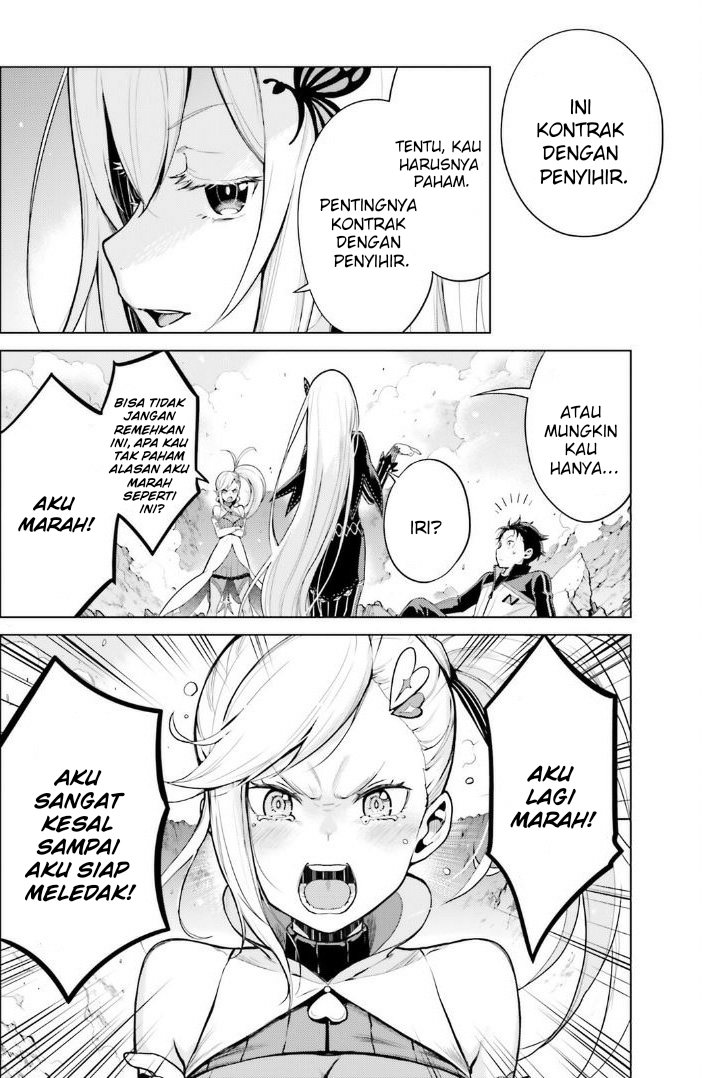 INI
KONTRAK
DENGAN
PENYIHIR.
TENTU, KAU
HARUSNYA
PAHAM.
PENTINGNYA
KONTRAK
DENGAN
PENYIHIR.
ATAU
MUNGKIN
KAU
HANYA...
IRI?
BISA TIDAK
JANGAN
REMEHKAN
INI, APA KAU
TAK PAHAM
ALASAN AKU
MARAH
SEPERTI
INI?
AKU
MARAH!
AKU
LAGI
MARAH!
AKU
SANGAT
KESAL
SAMPAI
AKU SIAP
MELEDAK!